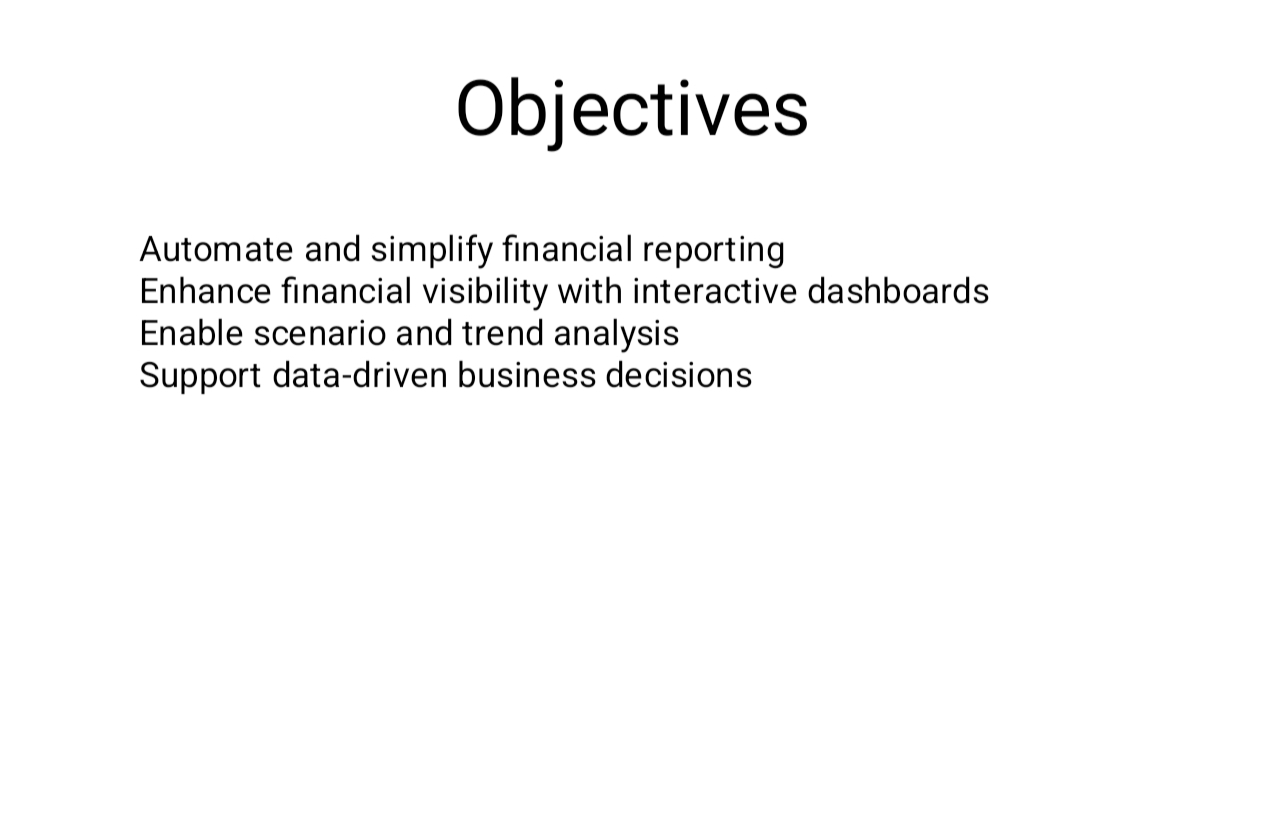 Objectives
Automate and simplify financial reporting
Enhance financial visibility with interactive dashboards
Enable scenario and trend analysis
Support data-driven business decisions